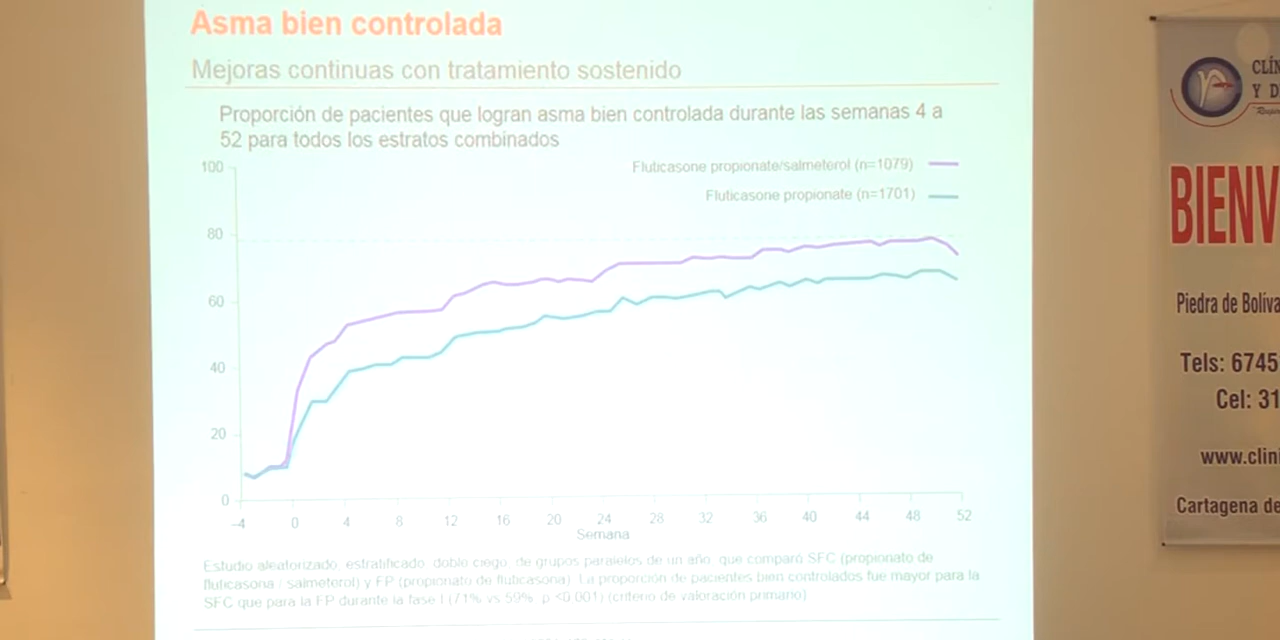 Asma bien controlada
Mejoras continuas con tratamiento sostenido
Proporción de pacientes que logran asma bien controlada durante las semanas 4 a
52 para todos los estratos combinados
Fluticasone propionate/salmeterol (n=1079)
Fluticasone propionate (n=1701)
100
80
60
40
20
0
-4 0 4 8 12 16 20 24 28 32 36 40 44 48 52
Semana
Estudio aleatorizado, estratificado, doble ciego, de grupos paralelos de un año, que comparó SFC (propionato de
fluticasona / salmeterol) y FP (propionato de fluticasona). La proporción de pacientes bien controlados fue mayor para la
SFC que para la FP durante la fase I (71% vs 59%, p <0.001) (criterio de valoración primario)
CLÍN
Y D
BIENV
Piedra de Boliva
Tels: 6745
Cel: 31
www.clini
Cartagena de